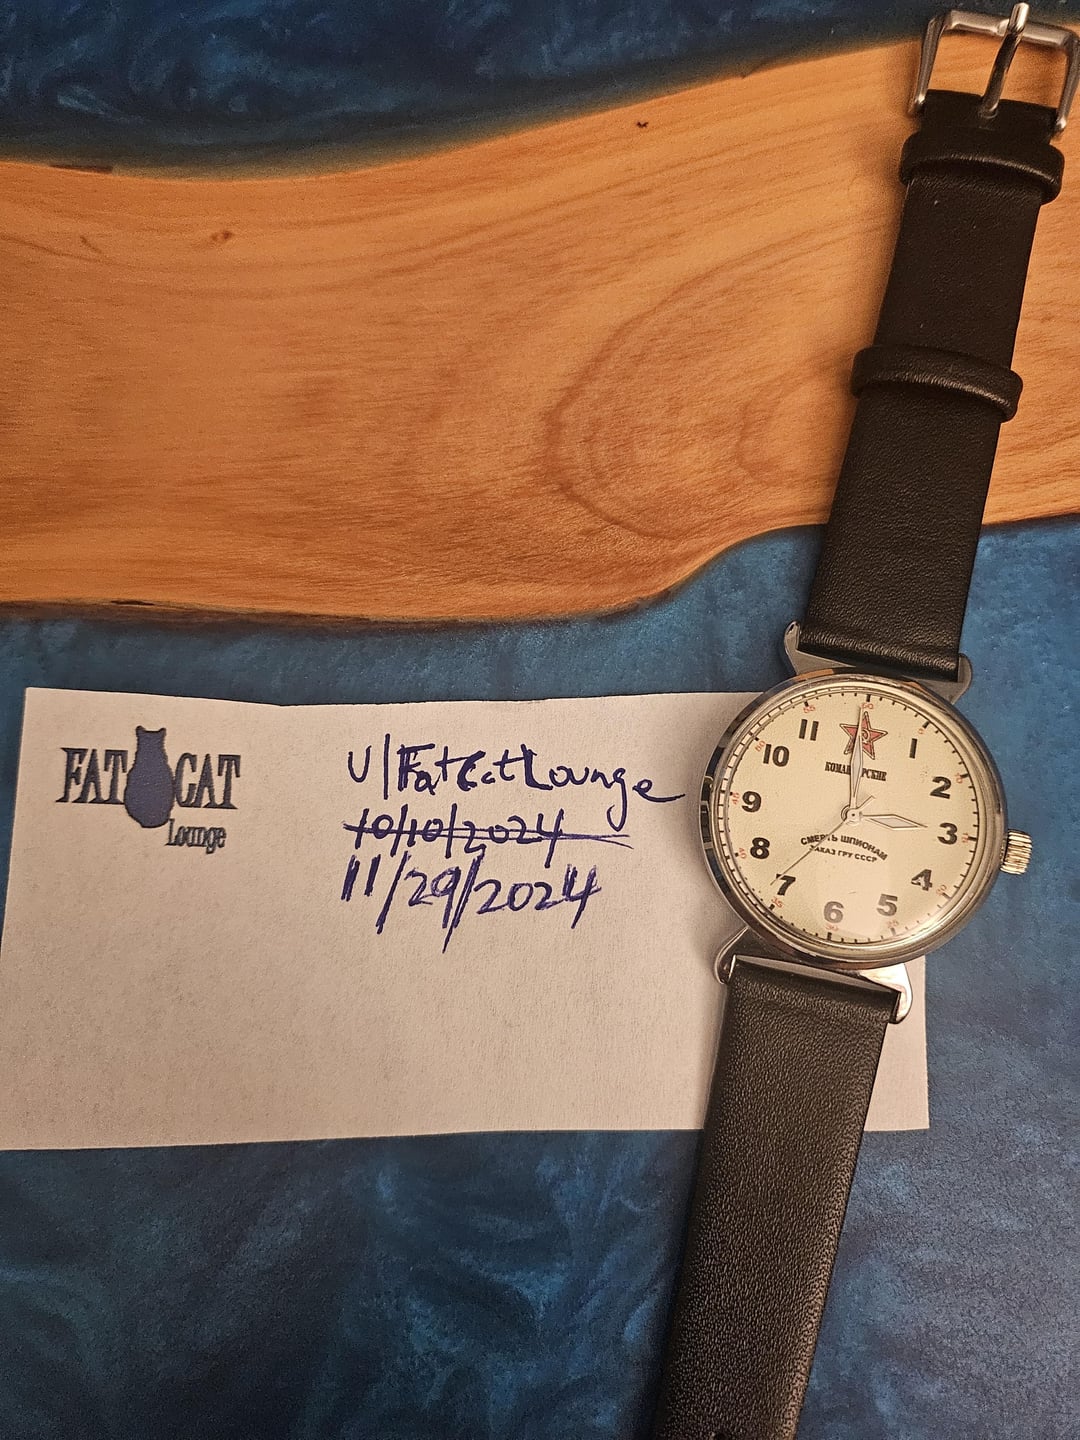 FAT CAT
Lounge
U/FatCatLounge
10/10/2024
11/29/2024
КОМАНДИРСКИЕ
СМЕРТЬ ШПИОНАМ
ЗАКАЗ ГРУ СССР
11
1
10
2
9
3
8
4
7
5
6